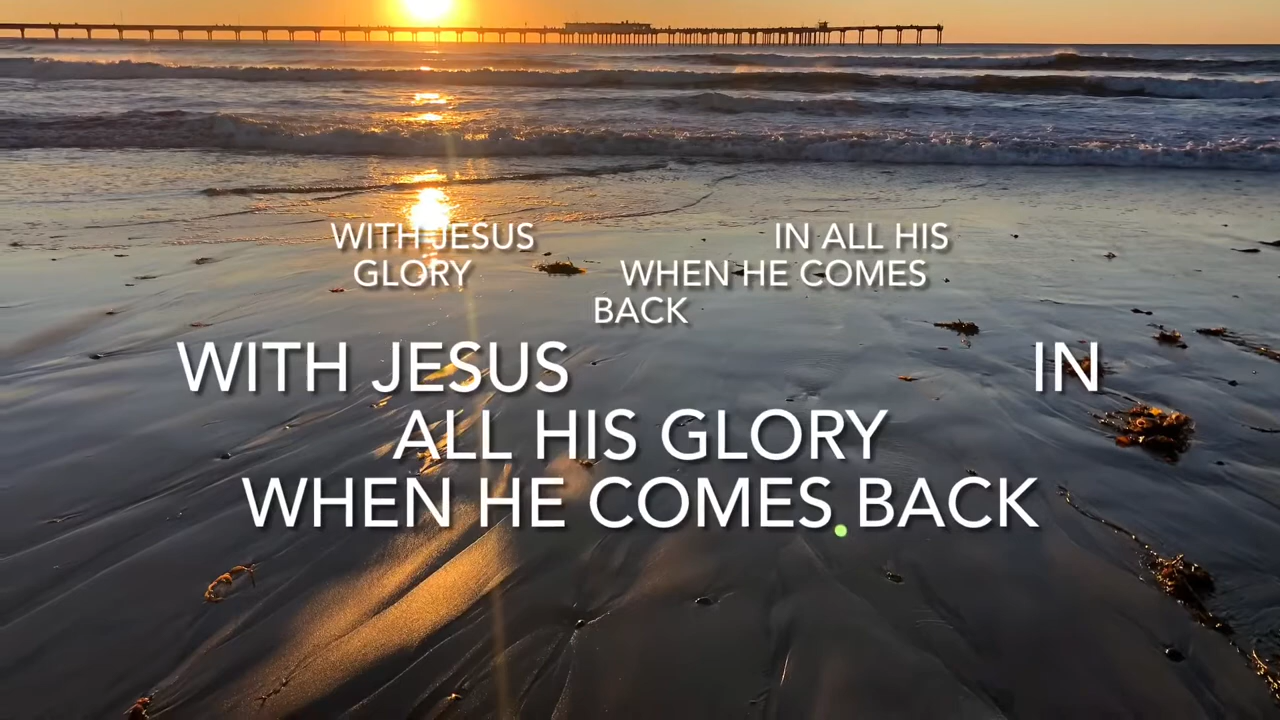 WITH JESUS IN ALL HIS
GLORY WHEN HE COMES
BACK
WITH JESUS IN
ALL HIS GLORY
WHEN HE COMES BACK